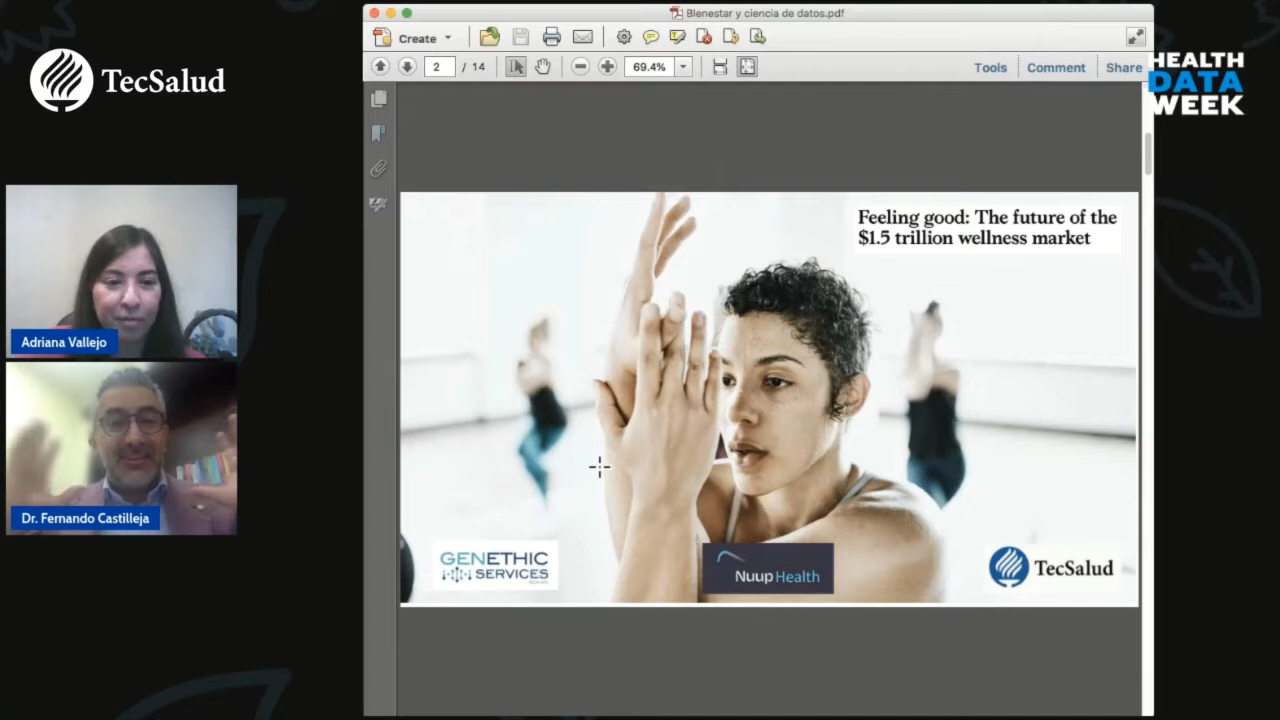 TecSalud
Bienestar y ciencia de datos.pdf
Create
2 / 14
69.4%
Tools
Comment
Share
HEALTH
DATA
WEEK
Adriana Vallejo
Dr. Fernando Castilleja
Feeling good: The future of the
$1.5 trillion wellness market
GENETHIC
SERVICES
Nuup Health
TecSalud